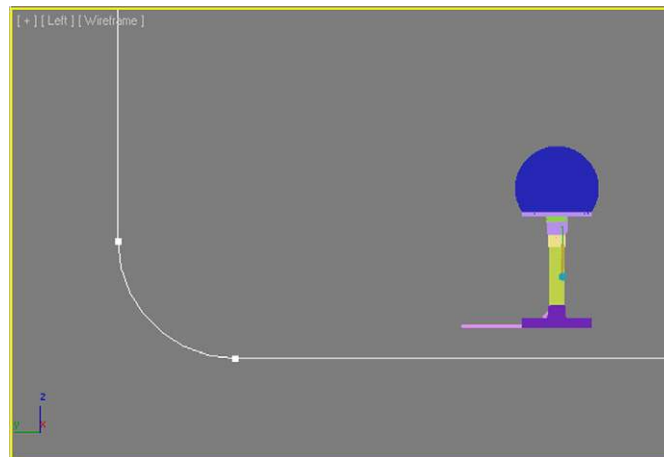 [ + ] [ Left ] [ Wireframe ]
z
y x